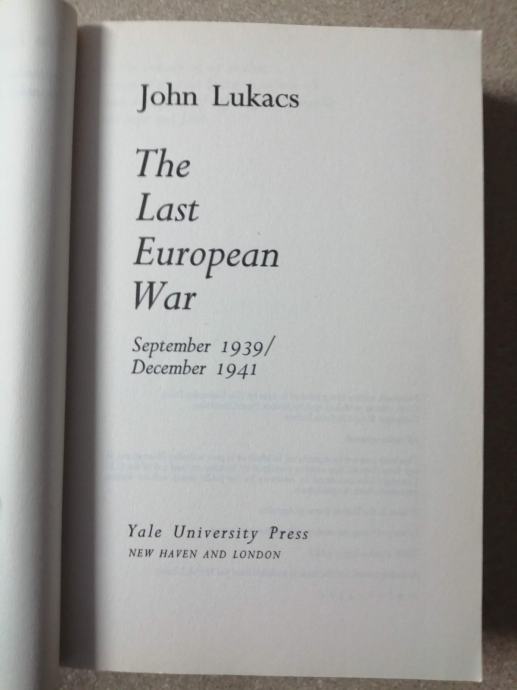 John Lukacs
The
Last
European
War
September 1939/
December 1941
Yale University Press
NEW HAVEN AND LONDON